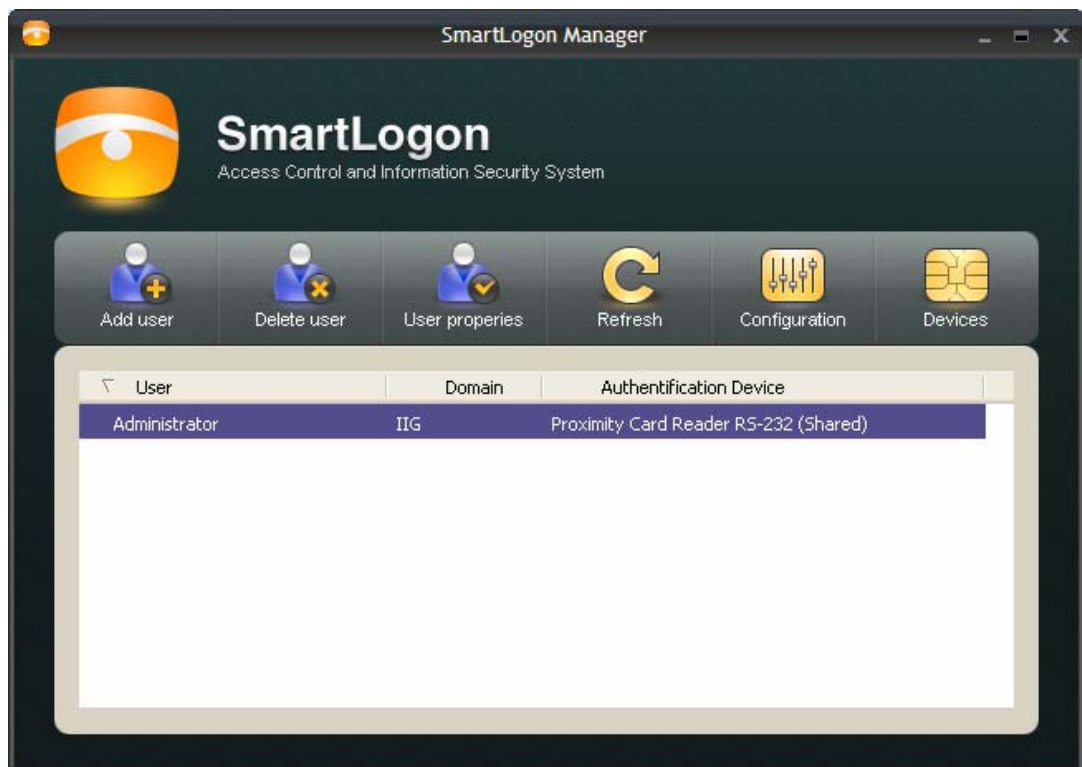 SmartLogon Manager
SmartLogon
Access Control and Information Security System
Add user Delete user User properies Refresh Configuration Devices
User Domain Authentification Device
Administrator IIG Proximity Card Reader RS-232 (Shared)